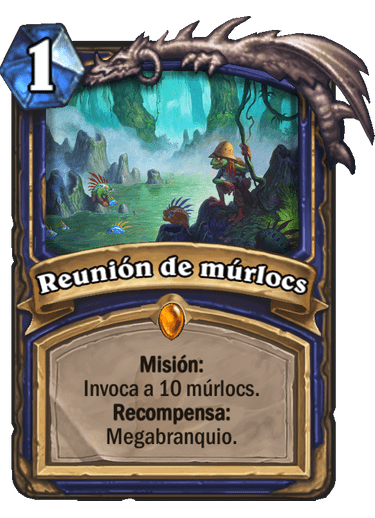 1
Reunión de múrlocs
Misión:
Invoca a 10 múrlocs.
Recompensa:
Megabranquio.